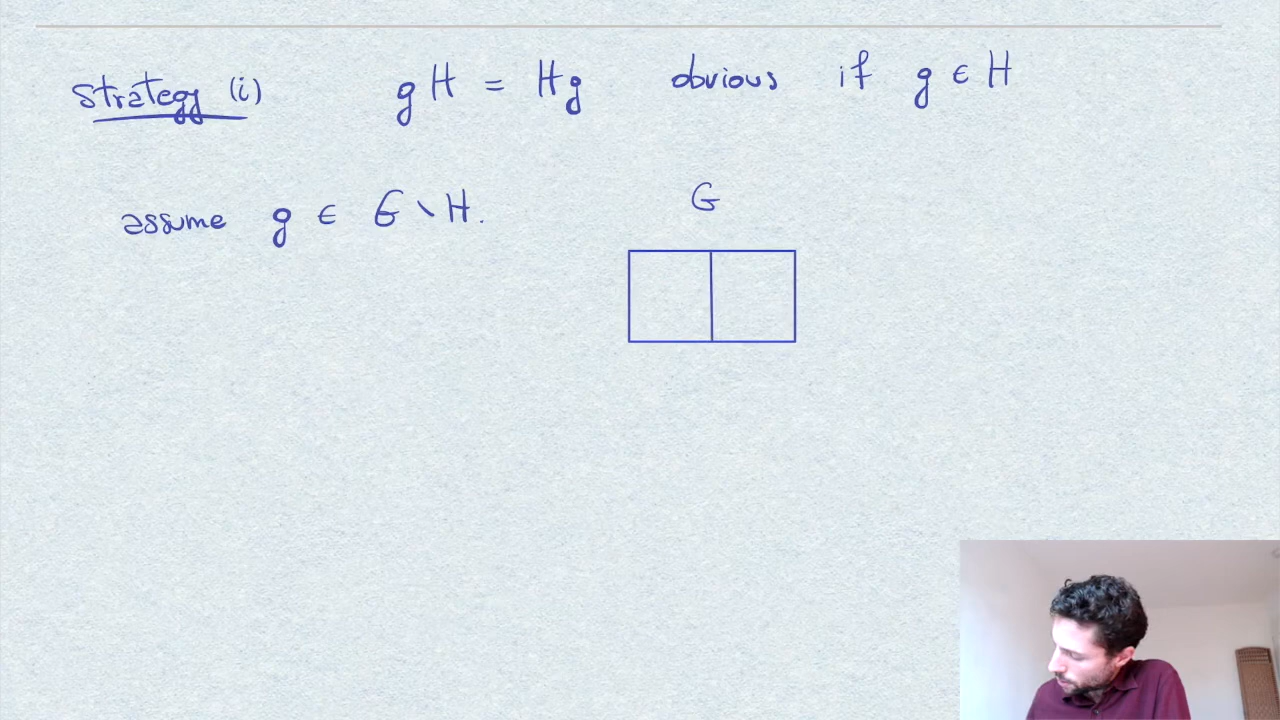 Strategy (i) gH = Hg obvious if g ∈ H
assume g ∈ G \ H.
G